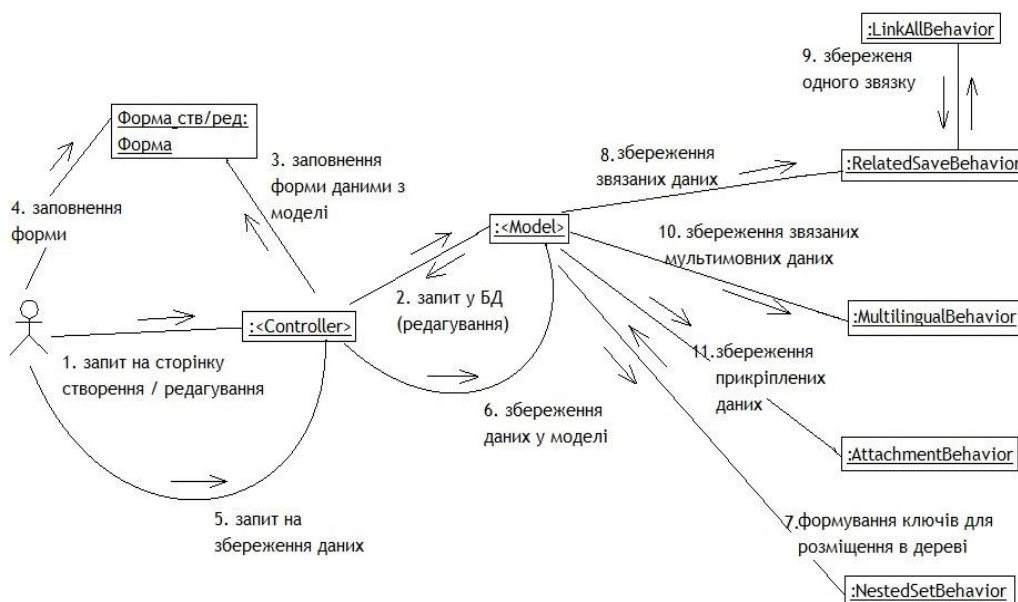 :LinkAllBehavior
9. збереженя
одного звязку
Форма_ств/ред:
Форма
3. заповнення
форми даними з
моделі
8.збереження
звязаних даних
:RelatedSaveBehavior
4. заповнення
форми
:<Model>
10. збереження звязаних
мультимовних даних
2. запит у БД
(редагування)
:<Controller>
:MultilingualBehavior
1. запит на сторінку
створення / редагування
11.збереження
прикріплених
даних
6. збереження
даних у моделі
:AttachmentBehavior
5. запит на
збереження даних
7.формування ключів для
розміщення в дереві
:NestedSetBehavior